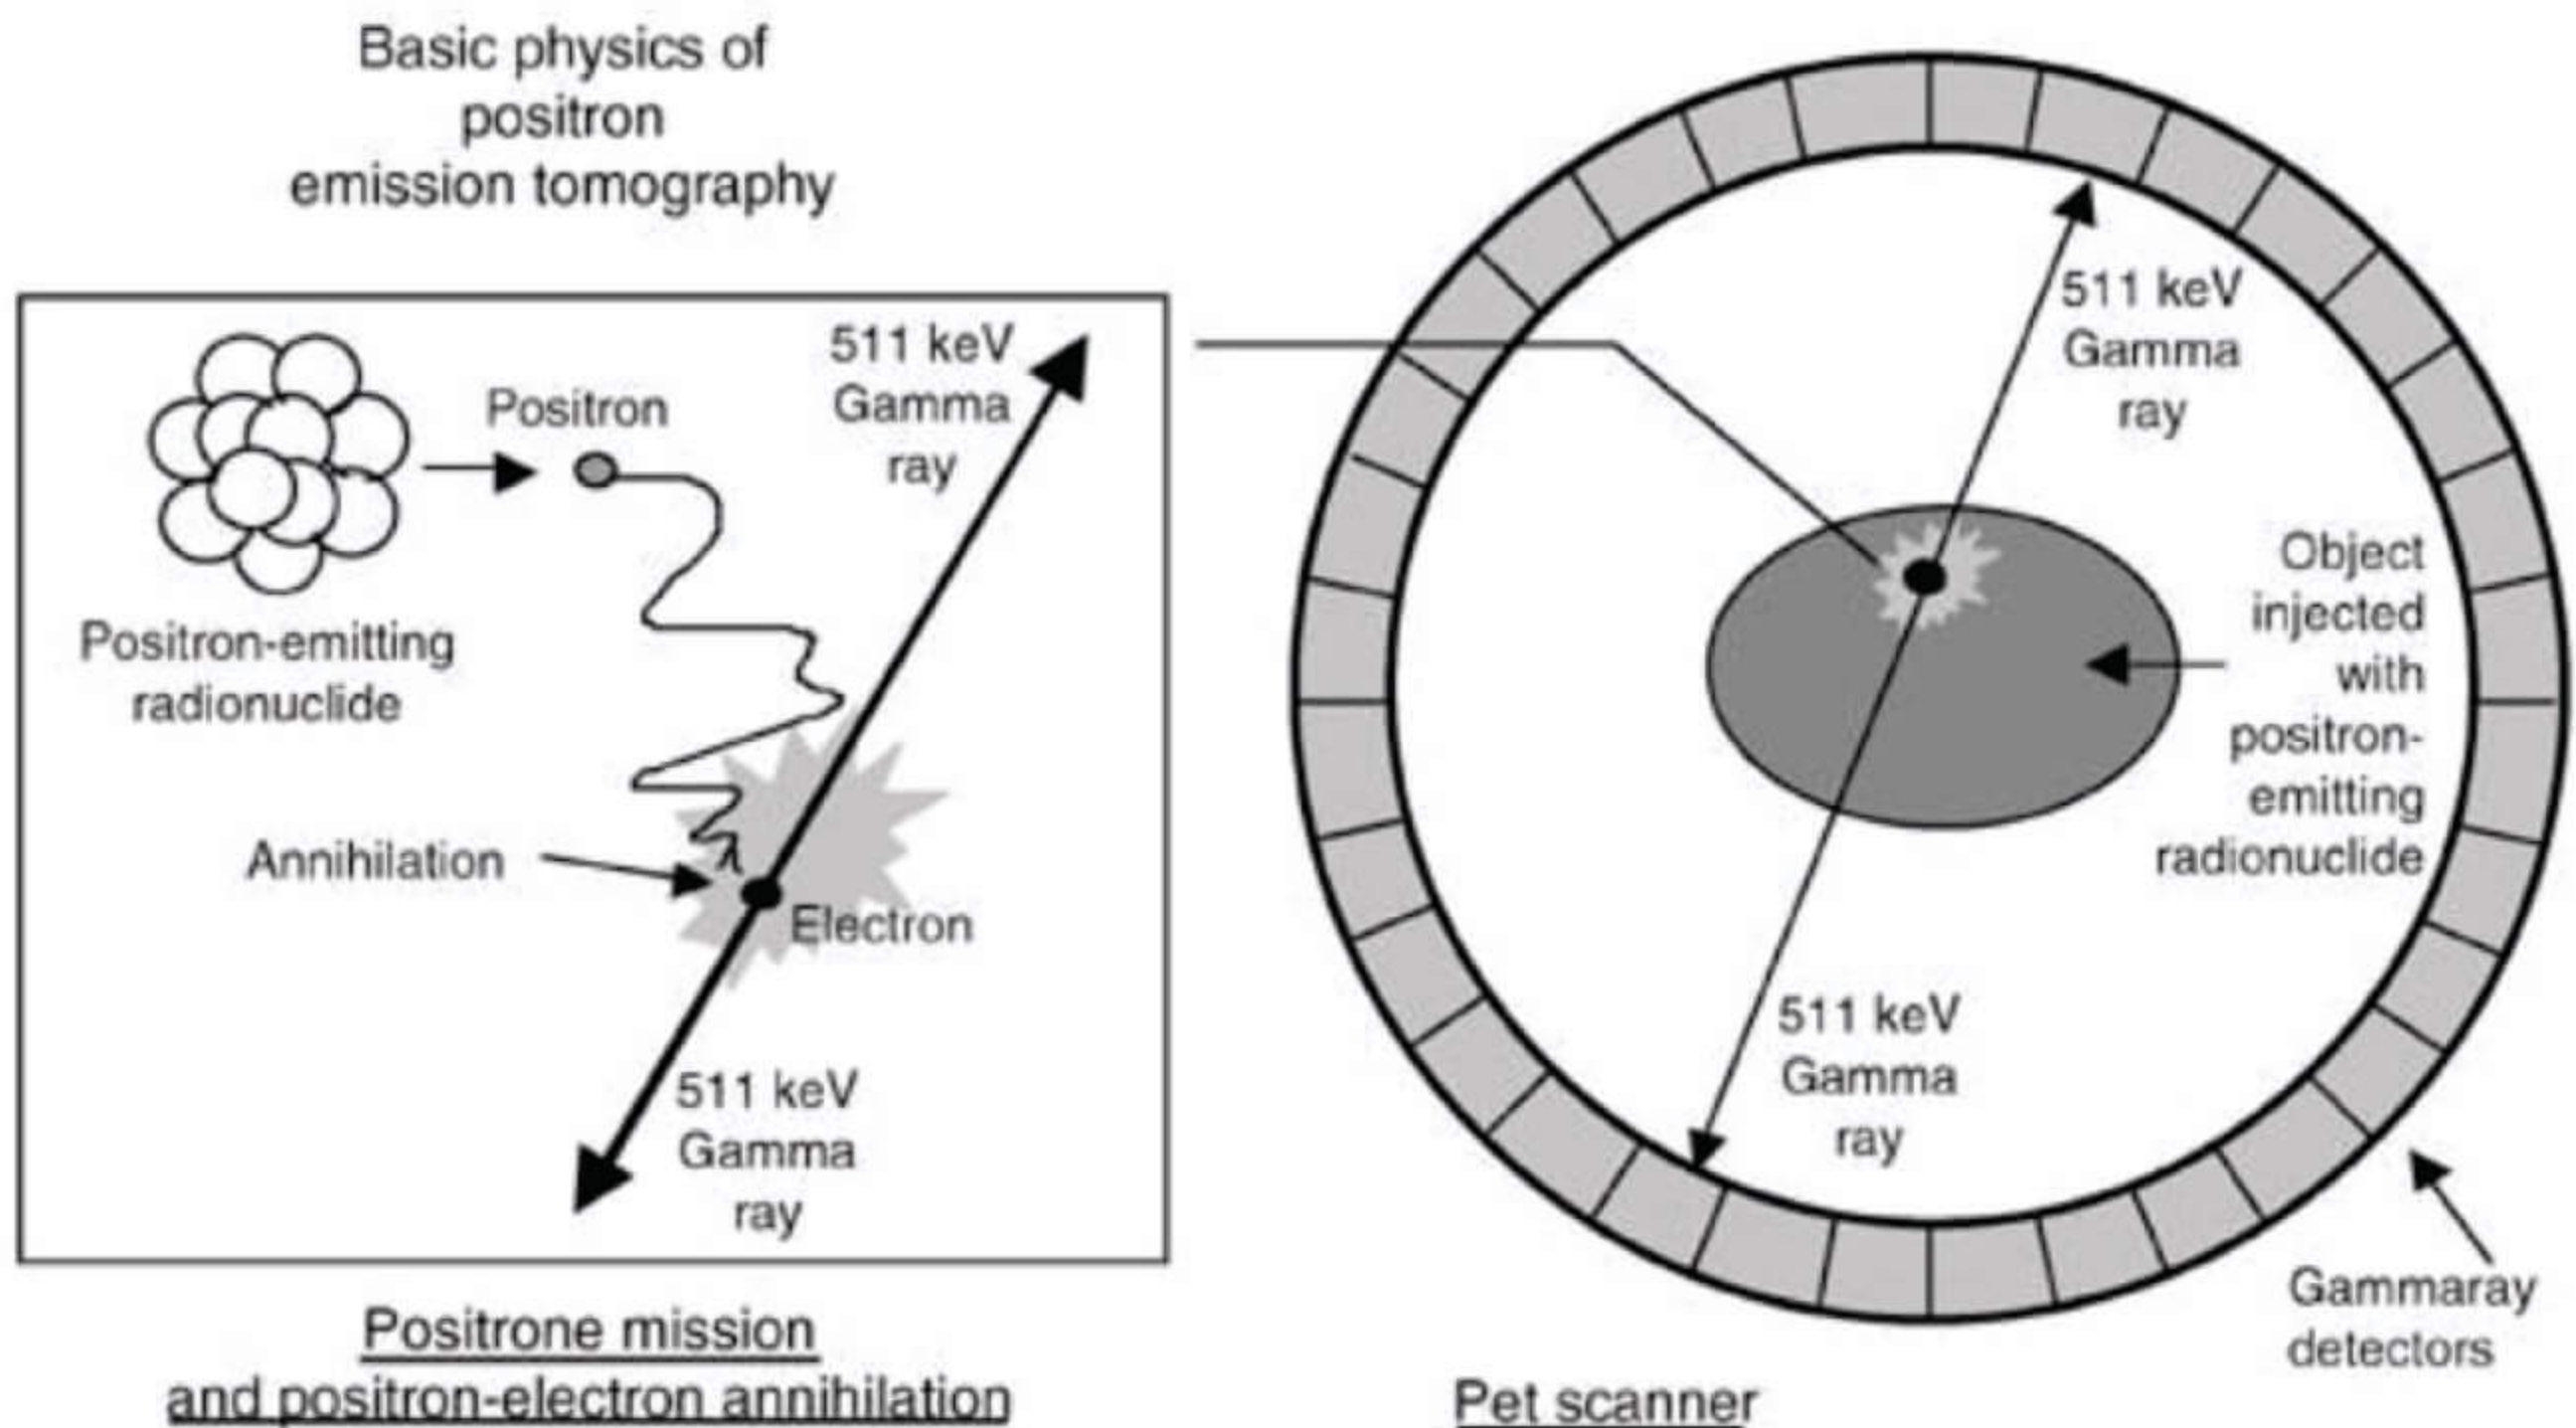 Basic physics of
positron
emission tomography
511 keV
Gamma
ray
Positron
Positron-emitting
radionuclide
Annihilation
Electron
511 keV
Gamma
ray
Positrone mission
and positron-electron annihilation
511 keV
Gamma
ray
Object
injected
with
positron-
emitting
radionuclide
511 keV
Gamma
ray
Gammaray
detectors
Pet scanner